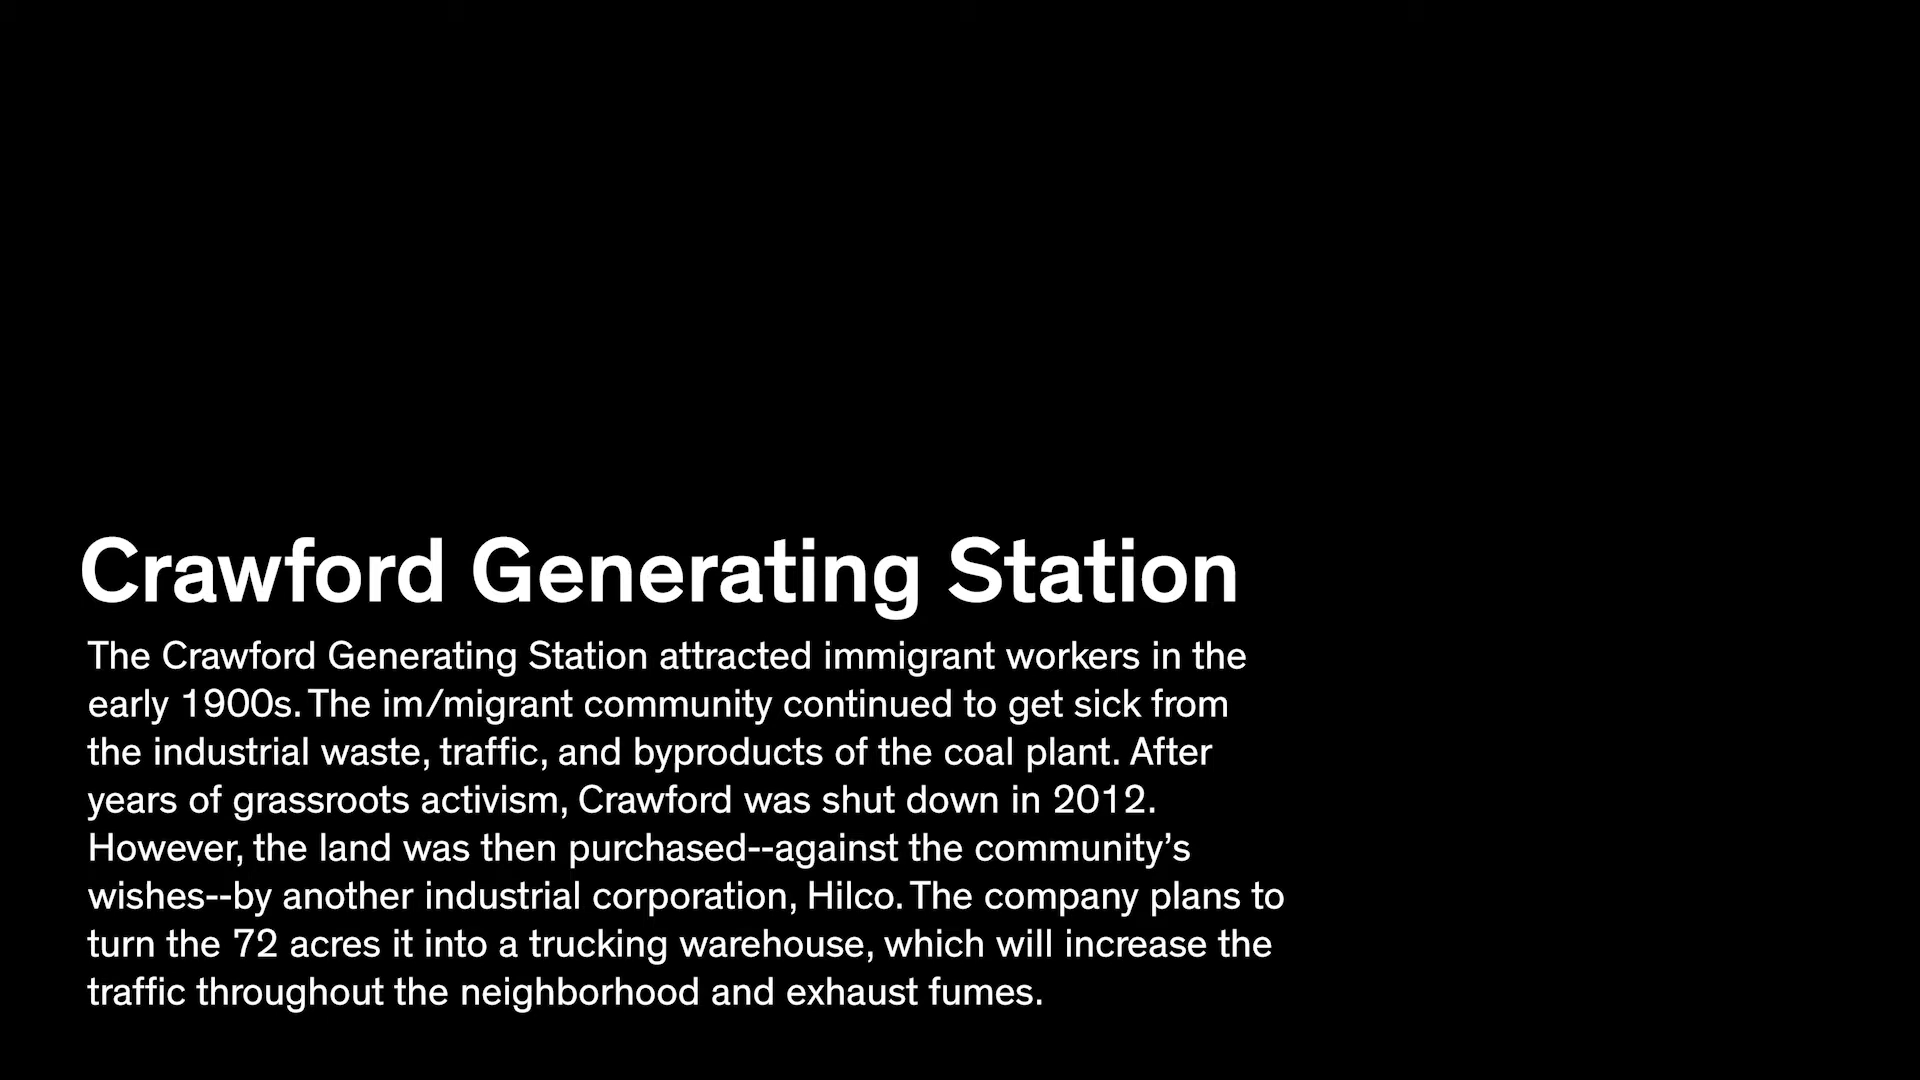 Crawford Generating Station
The Crawford Generating Station attracted immigrant workers in the
early 1900s. The im/migrant community continued to get sick from
the industrial waste, traffic, and byproducts of the coal plant. After
years of grassroots activism, Crawford was shut down in 2012.
However, the land was then purchased--against the community’s
wishes--by another industrial corporation, Hilco. The company plans to
turn the 72 acres it into a trucking warehouse, which will increase the
traffic throughout the neighborhood and exhaust fumes.